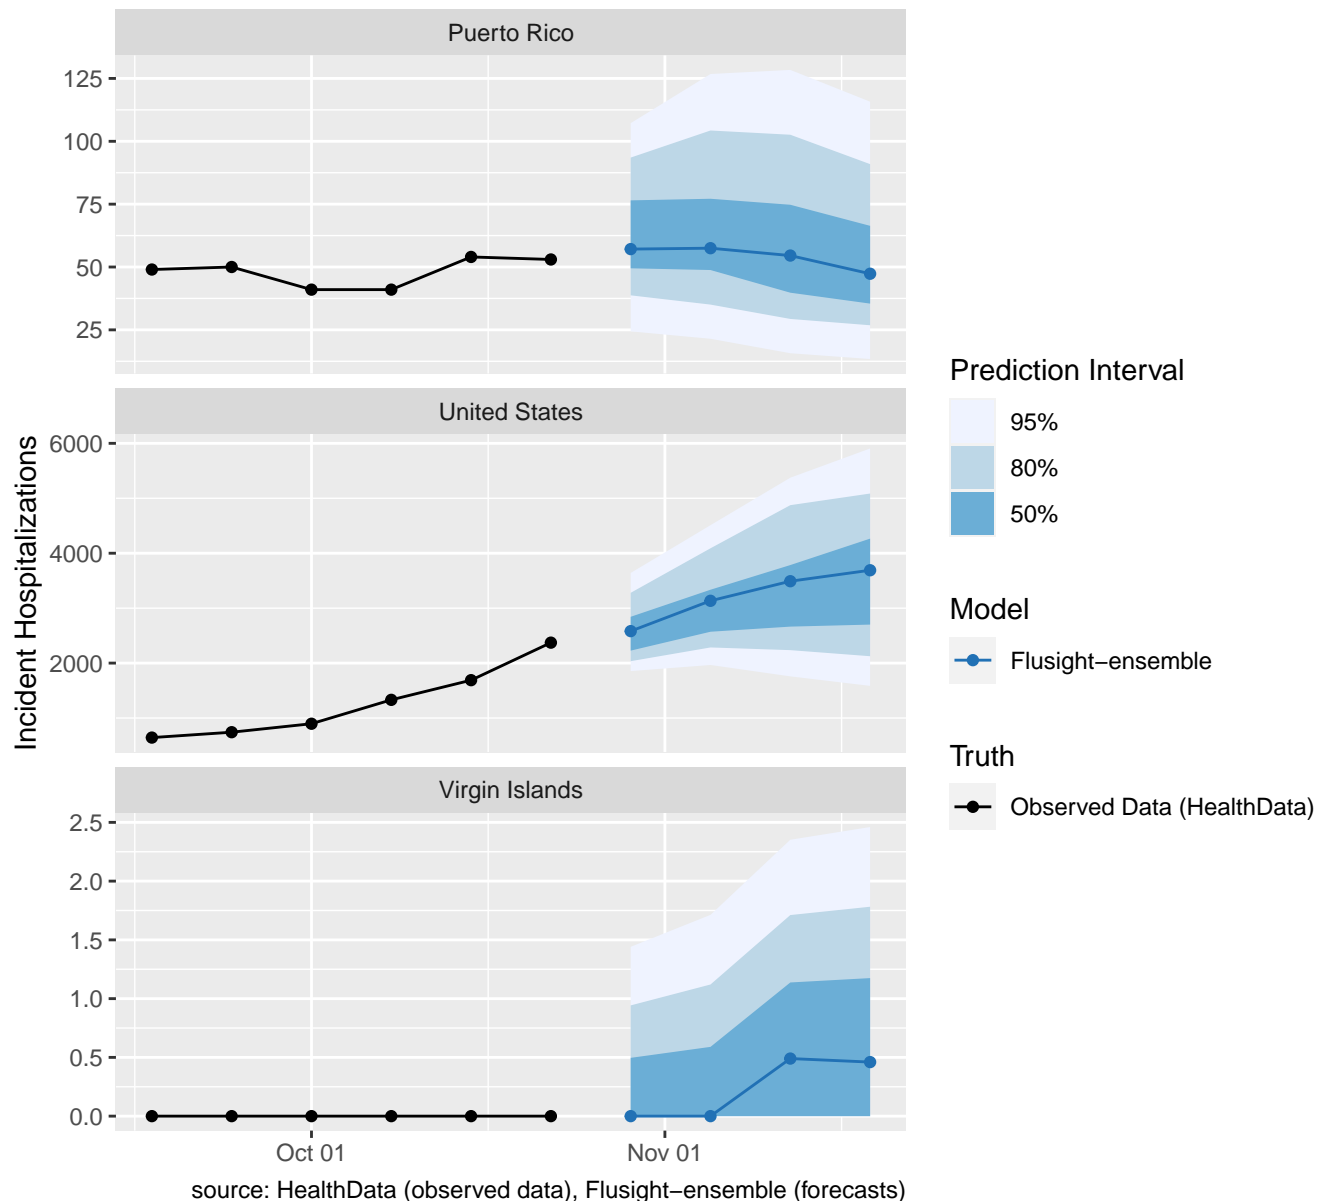 Puerto Rico
125
100
75
50
25
United States
6000
4000
2000
Virgin Islands
2.5
2.0
1.5
1.0
0.5
0.0
Oct 01
Nov 01
Incident Hospitalizations
source: HealthData (observed data), Flusight−ensemble (forecasts)
Prediction Interval
95%
80%
50%
Model
Flusight−ensemble
Truth
Observed Data (HealthData)